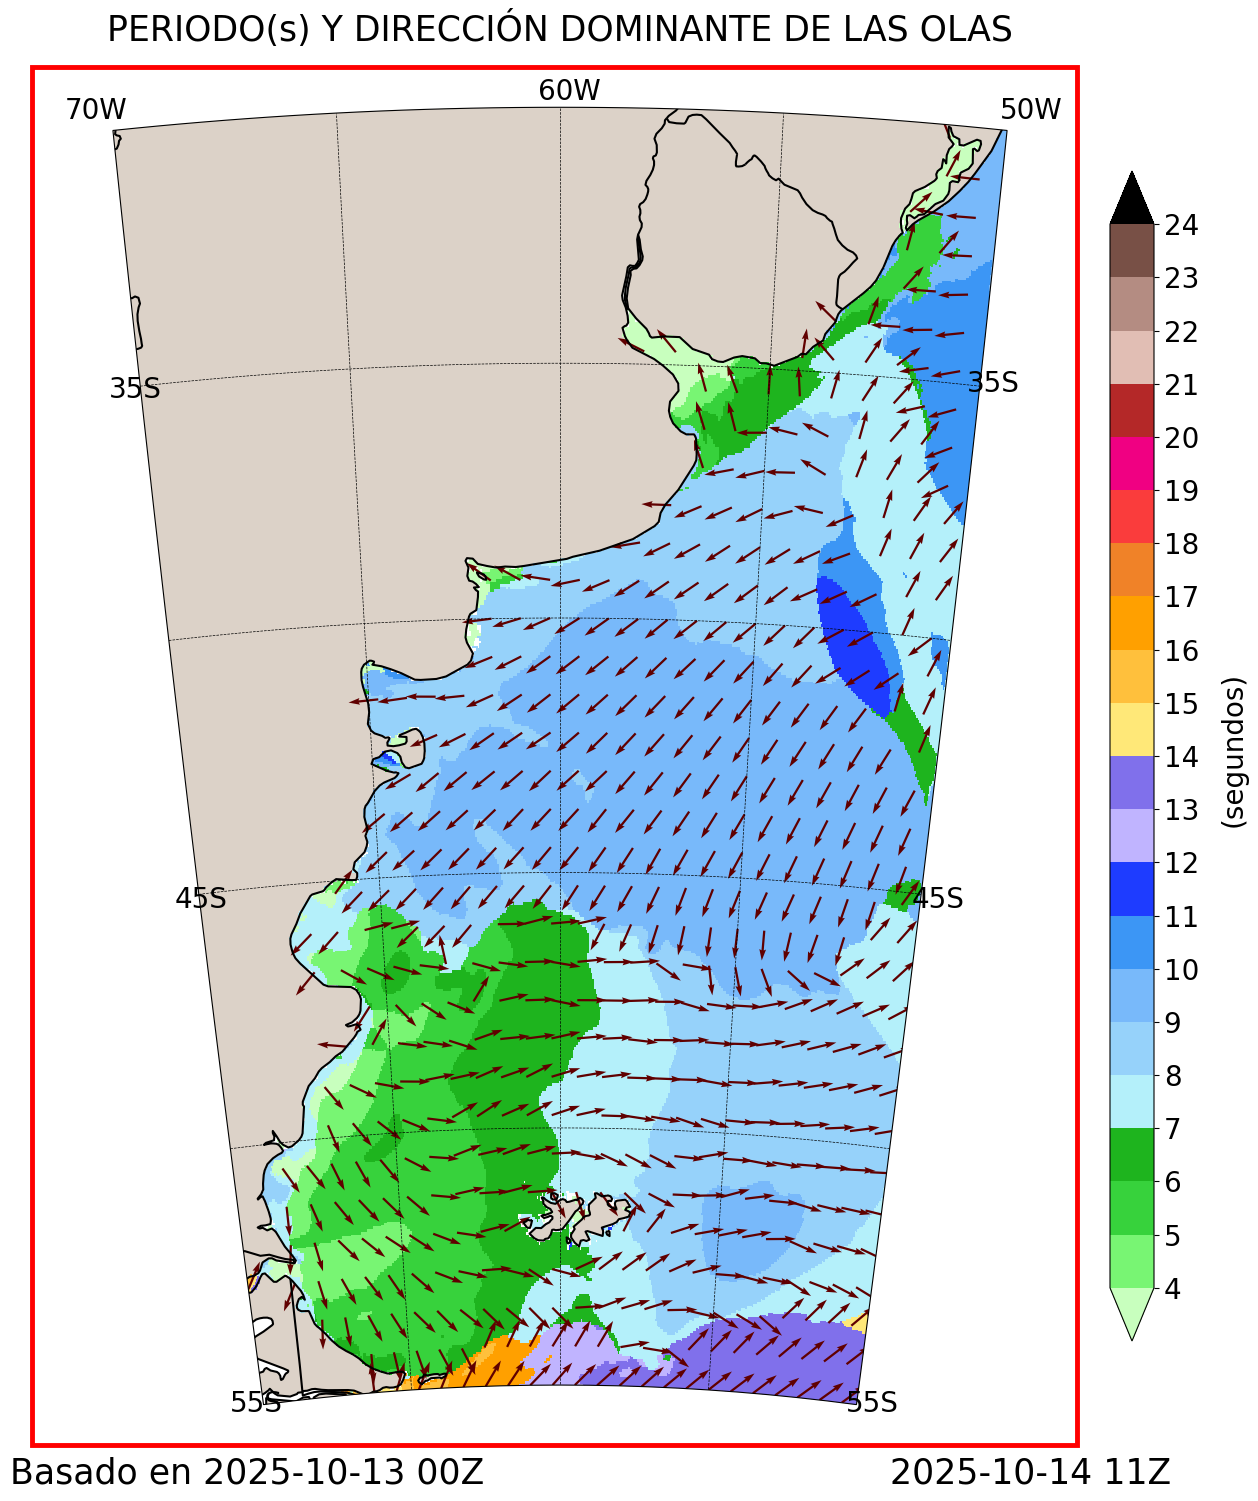 PERIODO(s) Y DIRECCIÓN DOMINANTE DE LAS OLAS
70W
60W
50W
35S
35S
45S
45S
55S
55S
24
23
22
21
20
19
18
17
16
15
14
13
12
11
10
9
8
7
6
5
4
(segundos)
Basado en 2025-10-13 00Z
2025-10-14 11Z